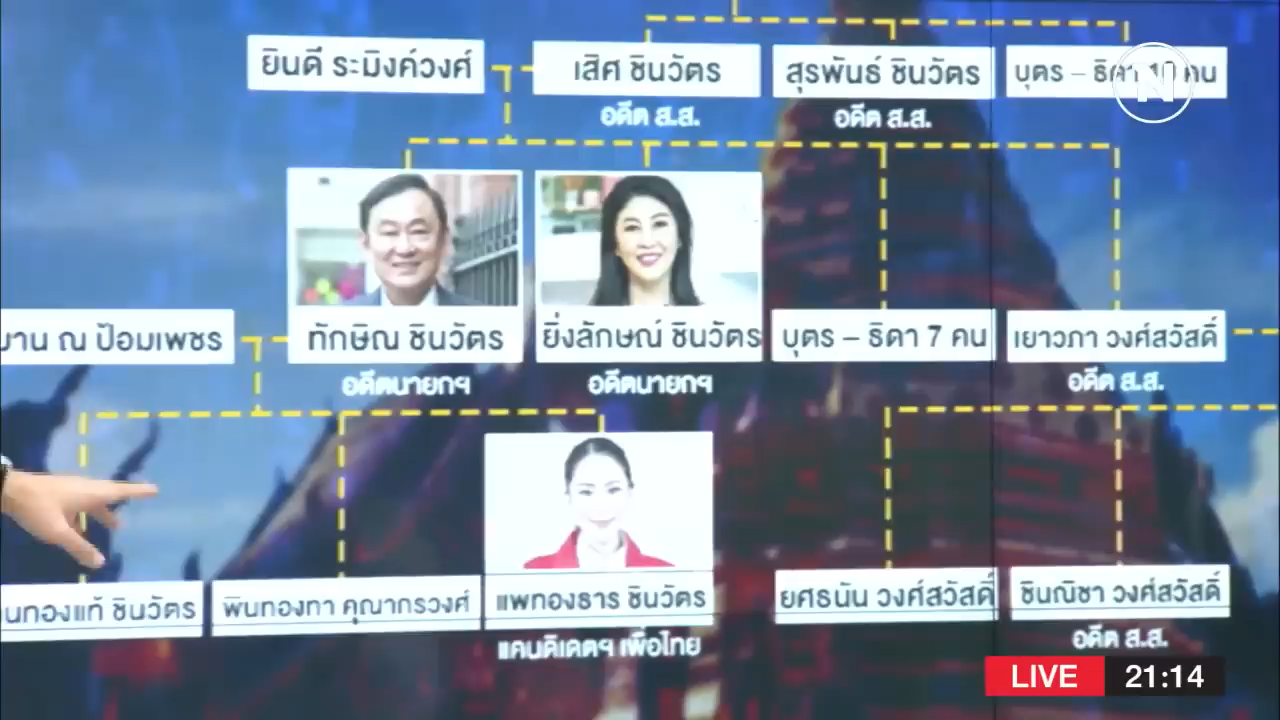 ยินดี ระมิงค์วงศ์
เสิศ ชินวัตร
สุรพันธ์ ชินวัตร
บุตร – ธิดา 10 คน
N
อดีต ส.ส.
อดีต ส.ส.
ณ ป้อมเพชร
ทักษิณ ชินวัตร
ยิ่งลักษณ์ ชินวัตร
บุตร – ธิดา 7 คน
เยาวภา วงศ์สวัสดิ์
อดีตนายกฯ
อดีตนายกฯ
อดีต ส.ส.
ชินวัตร
พินทองทา คุณากรวงศ์
แพทองธาร ชินวัตร
ยศธนัน วงศ์สวัสดิ์
ชินณิชา วงศ์สวัสดิ์
แคนดิเดตฯ เพื่อไทย
อดีต ส.ส.
LIVE 21:14